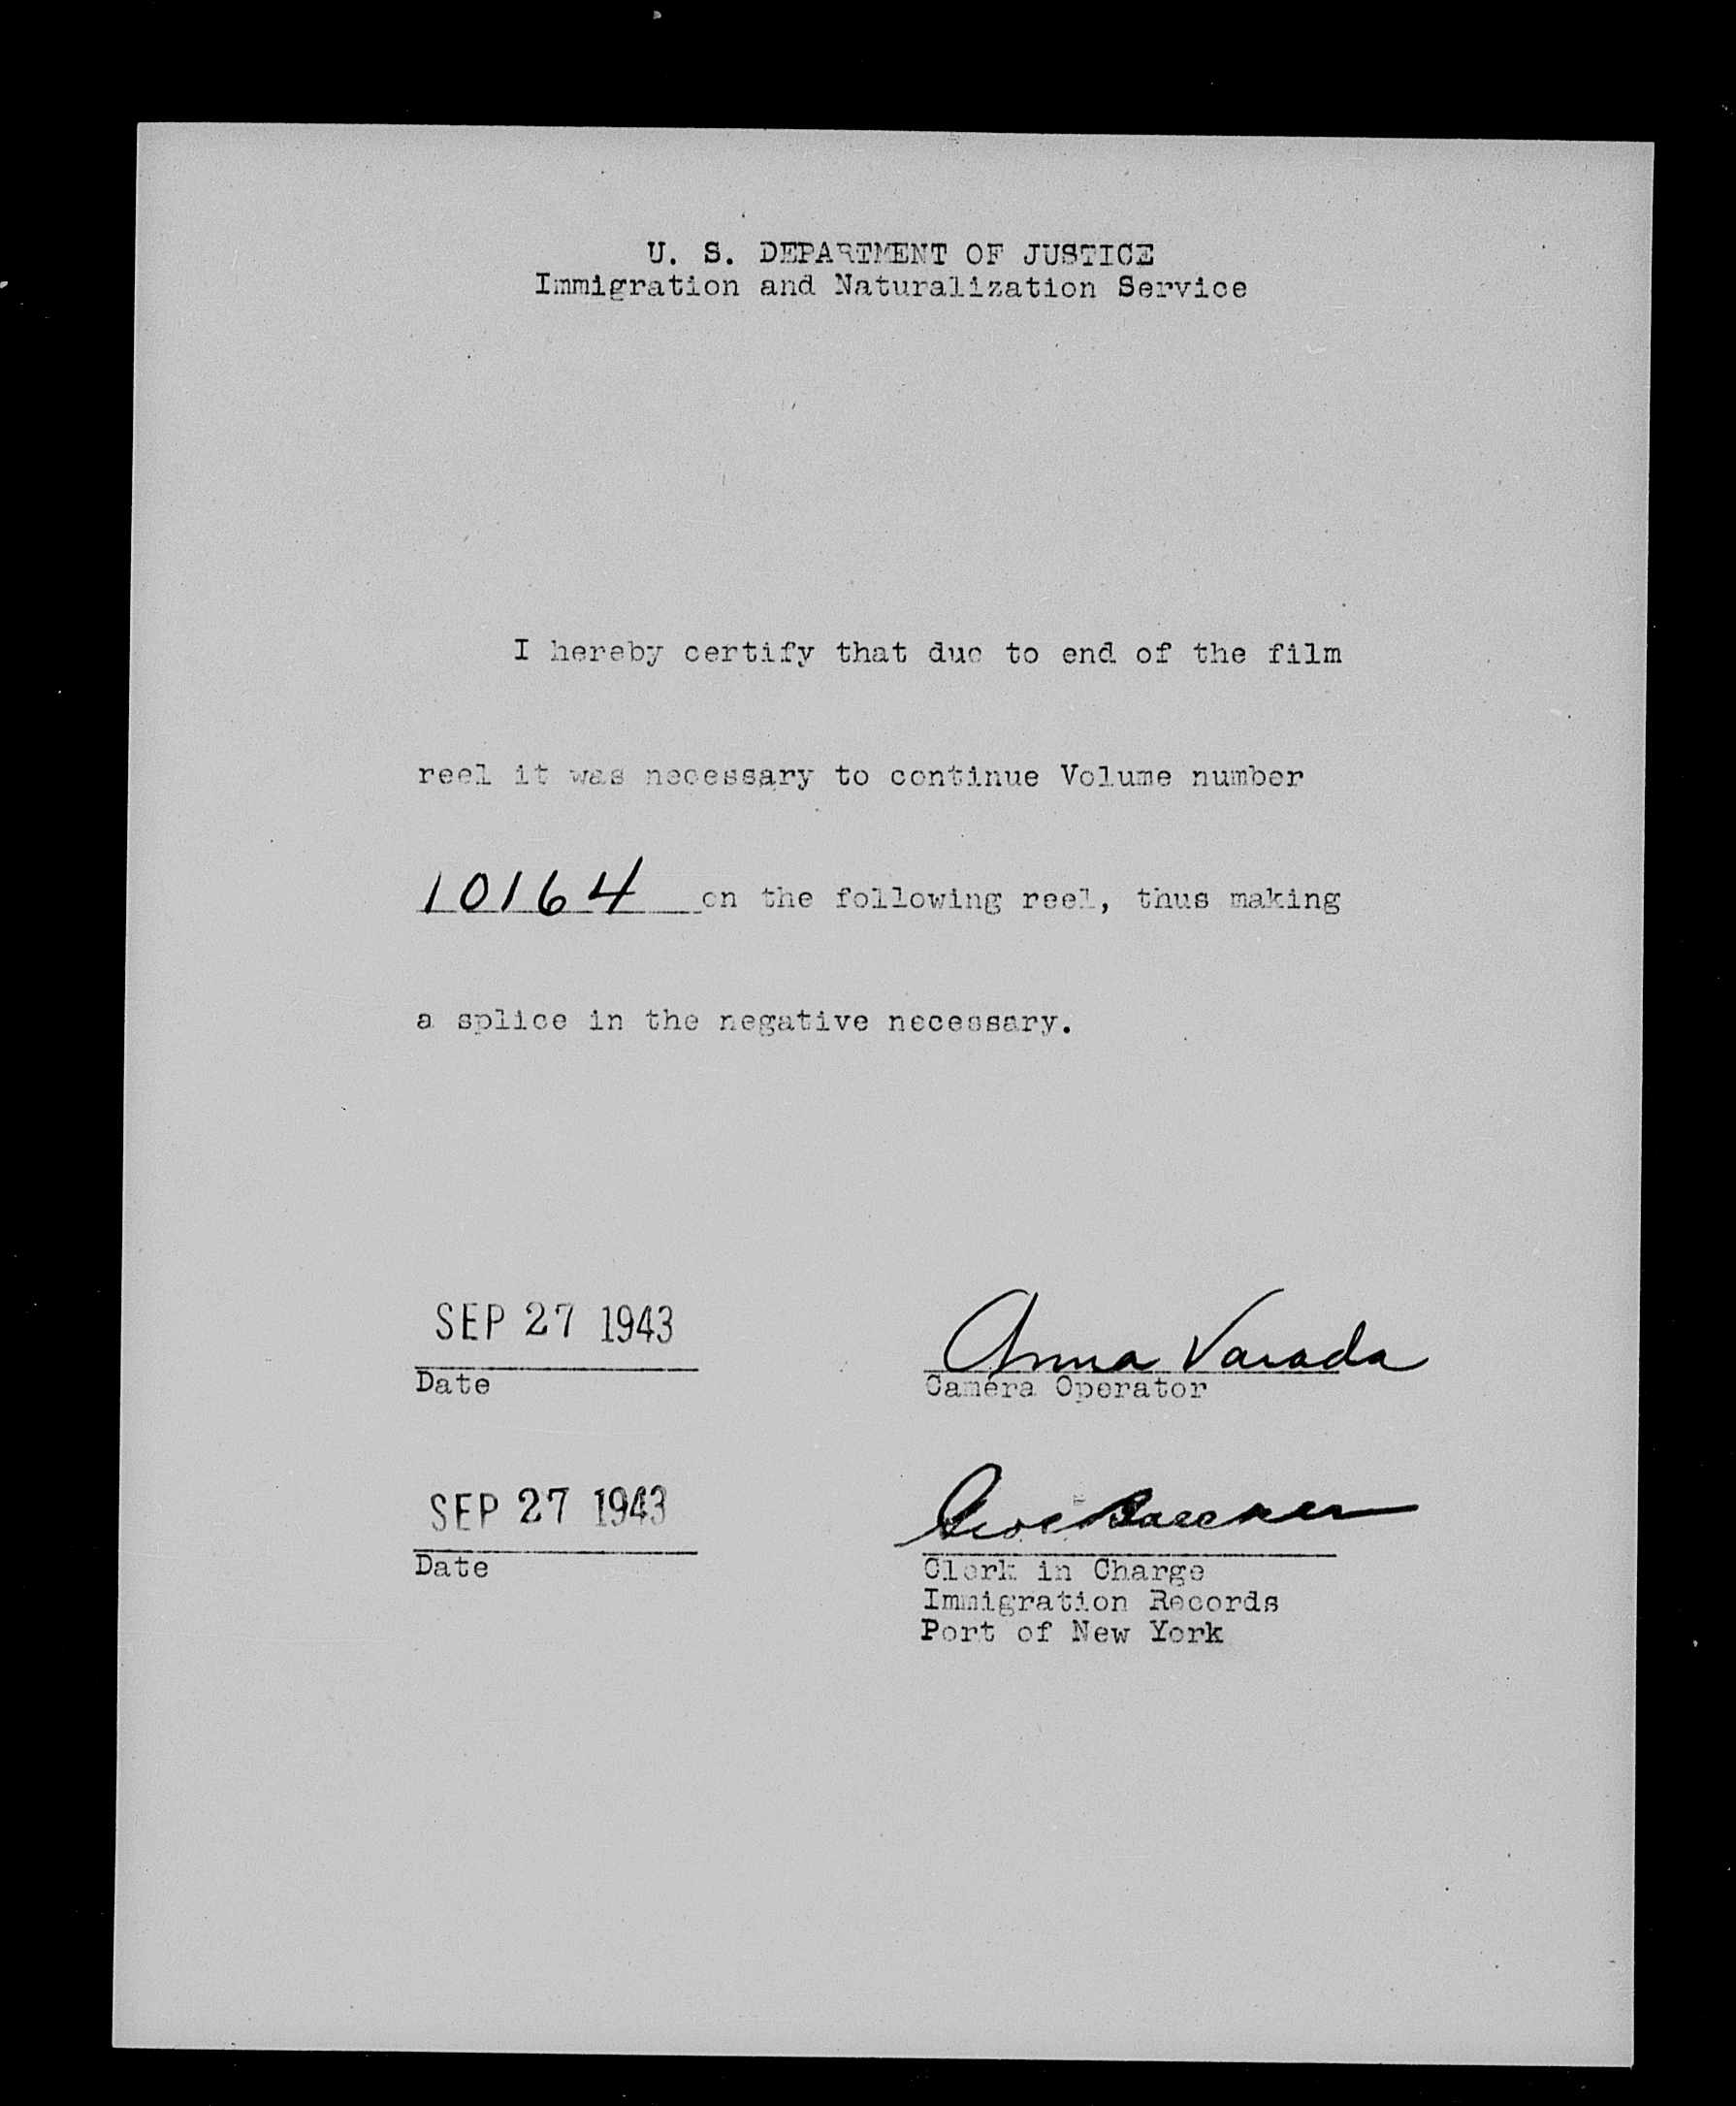 U. S. DEPARTMENT OF JUSTICE
Immigration and Naturalization Service
I hereby certify that due to end of the film
reel it was necessary to continue Volume number
10164 on the following reel, thus making
a splice in the negative necessary.
SEP 27 1943
Date
Anna Varada
Camera Operator
SEP 27 1943
Date
Clerk in Charge
Immigration Records
Port of New York